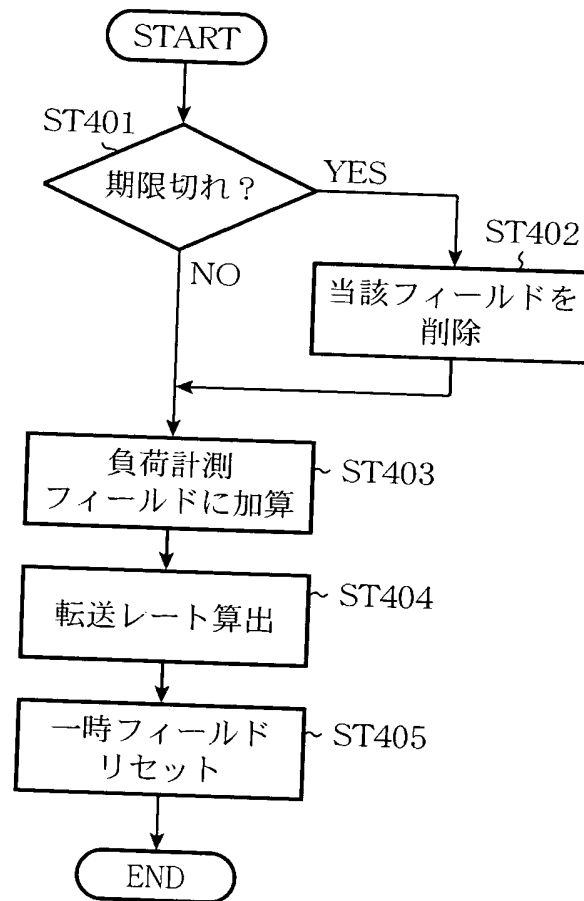 START
ST401
期限切れ？
YES
ST402
当該フィールドを
削除
NO
負荷計測
フィールドに加算
ST403
転送レート算出
ST404
一時フィールド
リセット
ST405
END